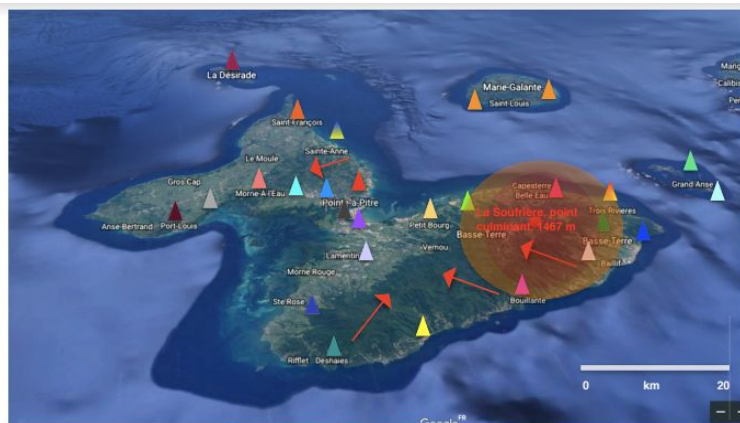 La Désirade
Marie-Galante
Saint-Louis
Saint-François
Sainte-Anne
Le Moule
Gros Cap
Morne-À-l'Eau
Grand Anse
Capesterre
Belle Eau
Anse-Bertrand
Port-Louis
Pointe-à-Pitre
La Soufrière, point
culminant, 1467 m
Trois Rivières
Petit Bourg
Basse-Terre
Basse-Terre
Vernou
Lamentin
Baillif
Morne Rouge
Ste Rose
Bouillante
Rifflet
Deshaies
0
km
20
Google
FR